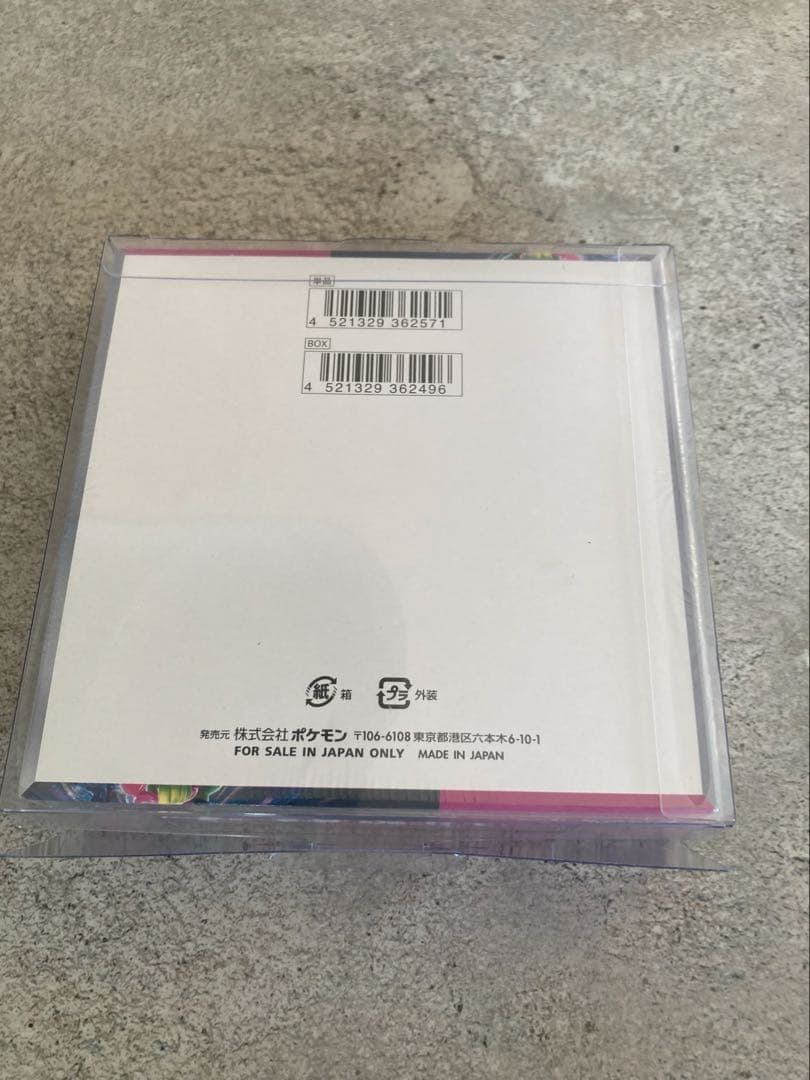 単品
4 521329 362571
BOX
4 521329 362496
紙 箱 プラ 外装
発売元 株式会社 ポケモン 〒106-6108 東京都港区六本木6-10-1
FOR SALE IN JAPAN ONLY MADE IN JAPAN